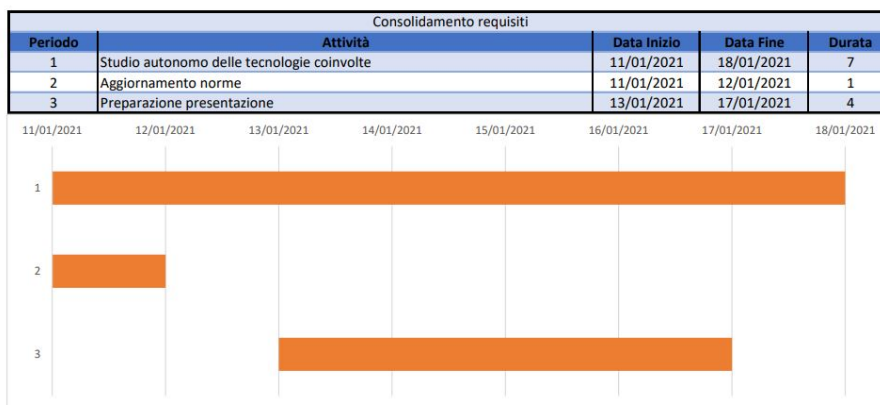 Consolidamento requisiti
Periodo Attività Data Inizio Data Fine Durata
1 Studio autonomo delle tecnologie coinvolte 11/01/2021 18/01/2021 7
2 Aggiornamento norme 11/01/2021 12/01/2021 1
3 Preparazione presentazione 13/01/2021 17/01/2021 4
11/01/2021 12/01/2021 13/01/2021 14/01/2021 15/01/2021 16/01/2021 17/01/2021 18/01/2021
1
2
3